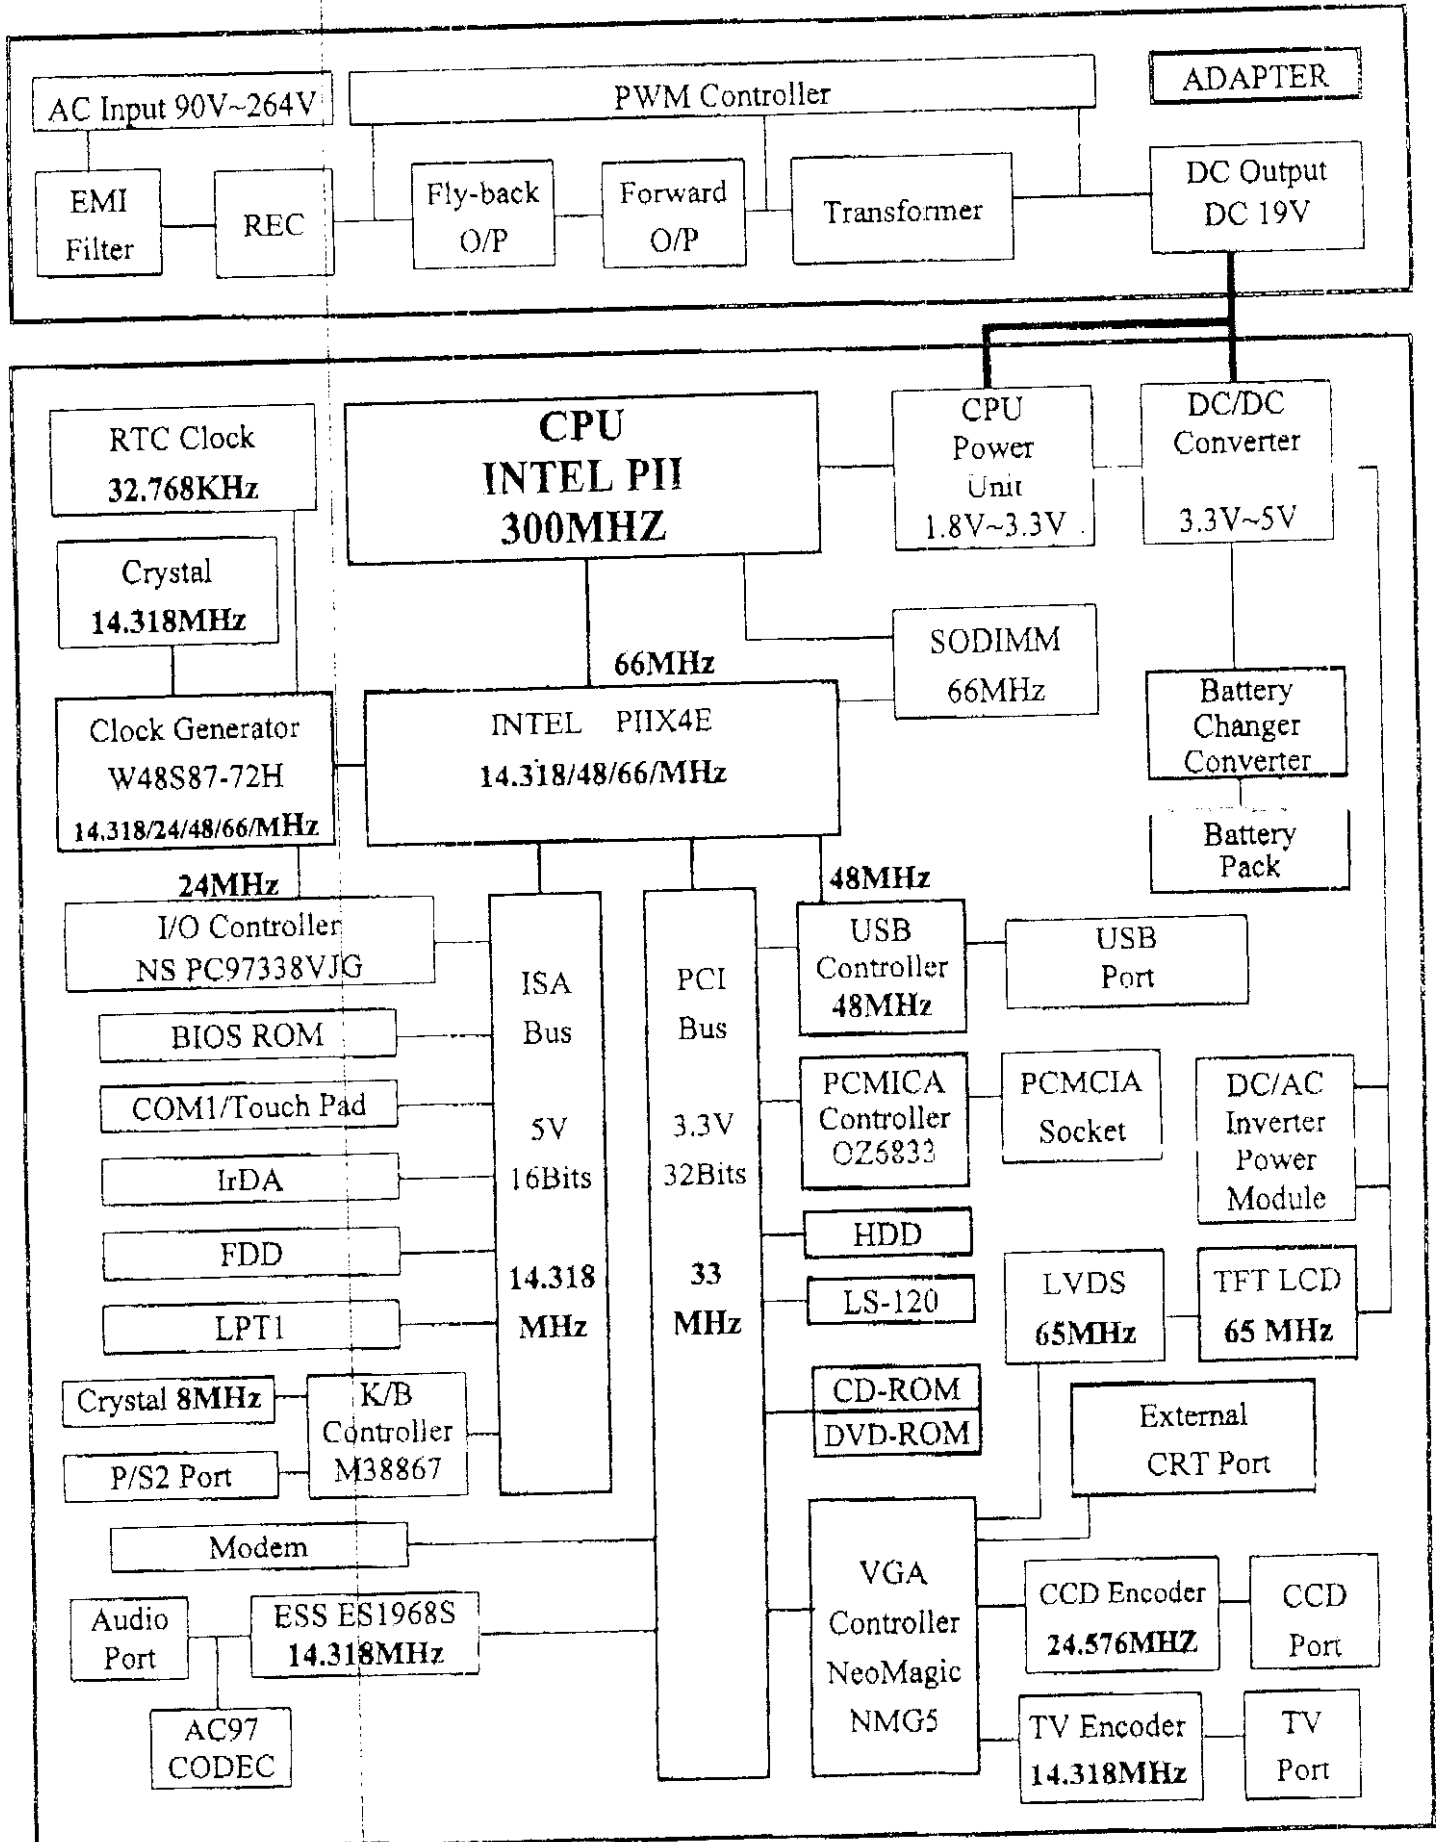 AC Input 90V~264V
PWM Controller
ADAPTER
EMI
Filter
REC
Fly-back
O/P
Forward
O/P
Transformer
DC Output
DC 19V
RTC Clock
32.768KHz
CPU
INTEL PII
300MHZ
CPU
Power
Unit
1.8V~3.3V
DC/DC
Converter
3.3V~5V
Crystal
14.318MHz
SODIMM
66MHz
66MHz
Clock Generator
W48S87-72H
14.318/24/48/66/MHz
INTEL PIIX4E
14.318/48/66/MHz
Battery
Changer
Converter
Battery
Pack
24MHz
48MHz
I/O Controller
NS PC97338VJG
ISA
Bus
5V
16Bits
14.318
MHz
PCI
Bus
3.3V
32Bits
33
MHz
USB
Controller
48MHz
USB
Port
BIOS ROM
COM1/Touch Pad
IrDA
FDD
LPT1
PCMICA
Controller
OZ6833
PCMCIA
Socket
DC/AC
Inverter
Power
Module
HDD
LS-120
LVDS
65MHz
TFT LCD
65 MHz
Crystal 8MHz
K/B
Controller
M38867
P/S2 Port
CD-ROM
DVD-ROM
External
CRT Port
Modem
Audio
Port
ESS ES1968S
14.318MHz
AC97
CODEC
VGA
Controller
NeoMagic
NMG5
CCD Encoder
24.576MHZ
CCD
Port
TV Encoder
14.318MHz
TV
Port